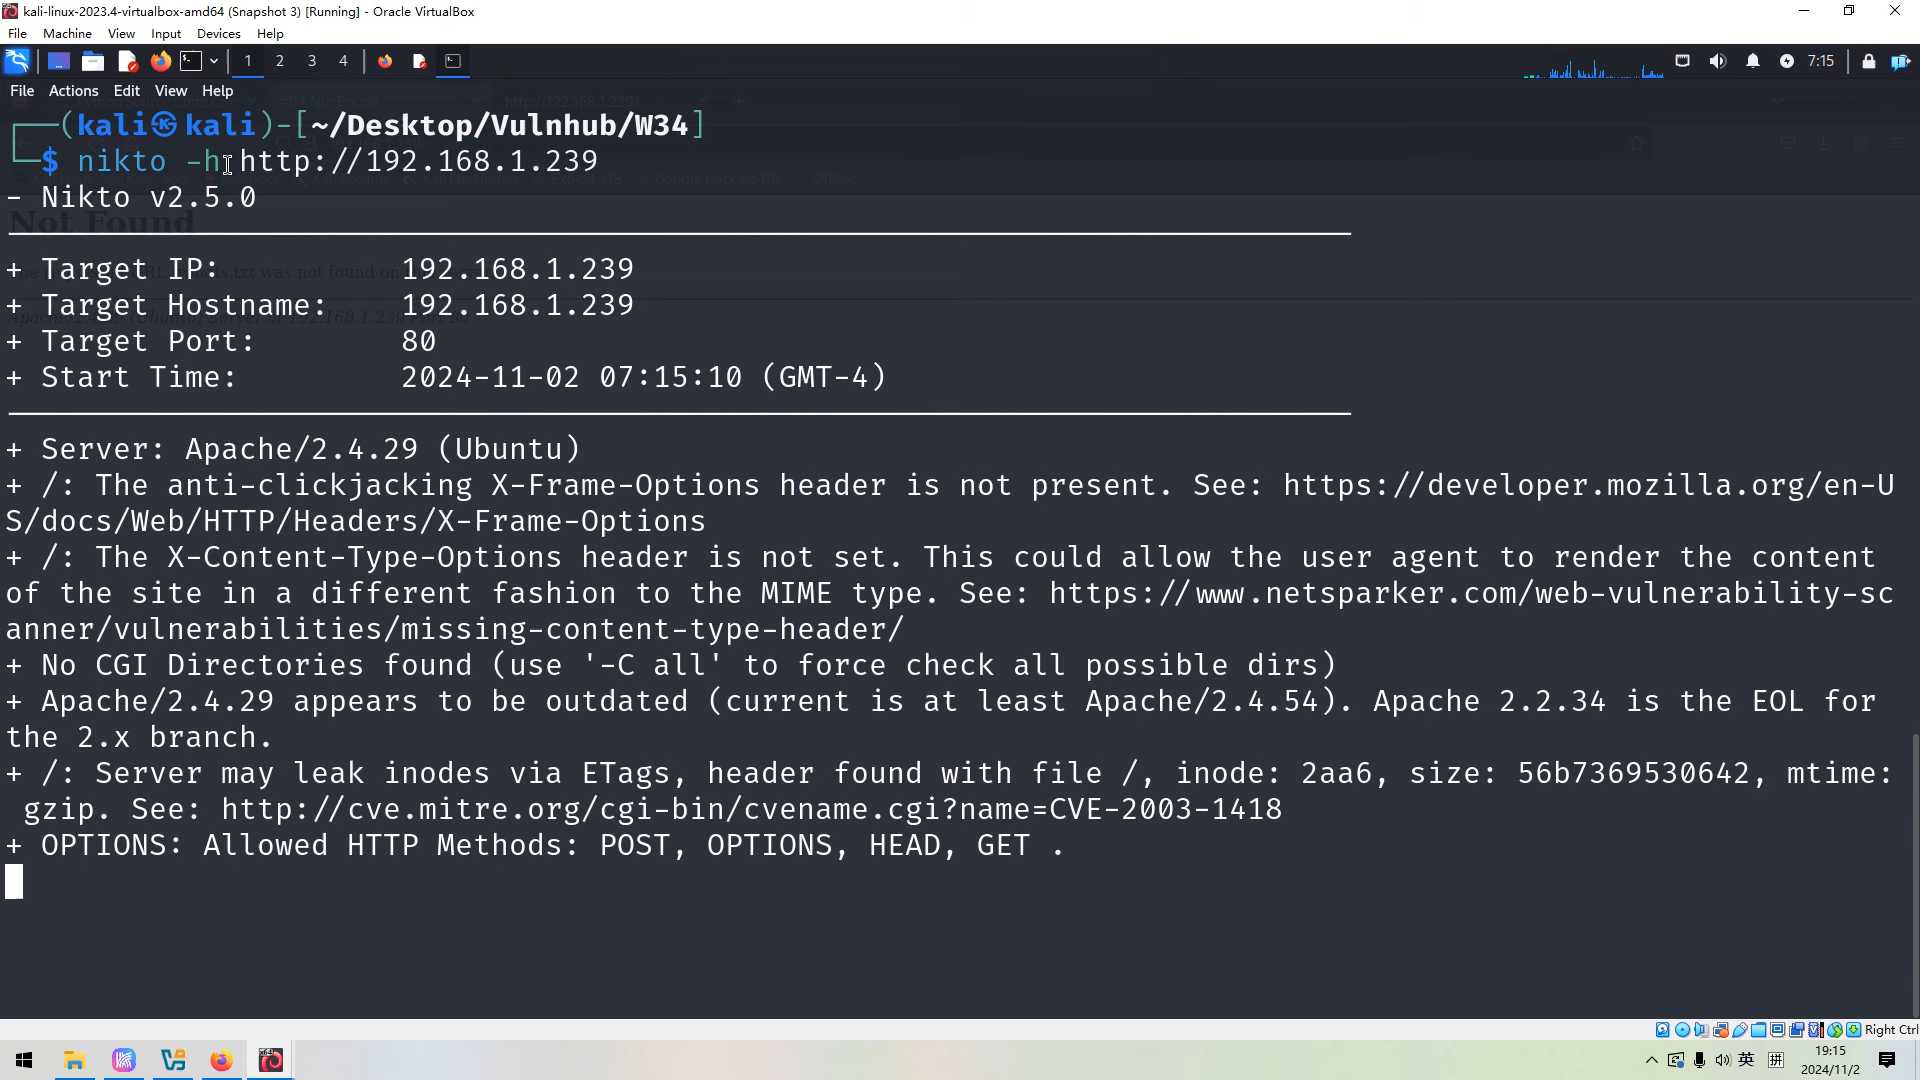 kali-linux-2023.4-virtualbox-amd64 (Snapshot 3) [Running] - Oracle VirtualBox
File Machine View Input Devices Help
1 2 3 4 7:15
File Actions Edit View Help
┌──(kali㉿kali)-[~/Desktop/Vulnhub/W34]
└─$ nikto -h http://192.168.1.239
- Nikto v2.5.0
Not Found
+ Target IP: 192.168.1.239
+ Target Hostname: 192.168.1.239
+ Target Port: 80
+ Start Time: 2024-11-02 07:15:10 (GMT-4)
+ Server: Apache/2.4.29 (Ubuntu)
+ /: The anti-clickjacking X-Frame-Options header is not present. See: https://developer.mozilla.org/en-U
S/docs/Web/HTTP/Headers/X-Frame-Options
+ /: The X-Content-Type-Options header is not set. This could allow the user agent to render the content
of the site in a different fashion to the MIME type. See: https://www.netsparker.com/web-vulnerability-sc
anner/vulnerabilities/missing-content-type-header/
+ No CGI Directories found (use '-C all' to force check all possible dirs)
+ Apache/2.4.29 appears to be outdated (current is at least Apache/2.4.54). Apache 2.2.34 is the EOL for
the 2.x branch.
+ /: Server may leak inodes via ETags, header found with file /, inode: 2aa6, size: 56b7369530642, mtime:
gzip. See: http://cve.mitre.org/cgi-bin/cvename.cgi?name=CVE-2003-1418
+ OPTIONS: Allowed HTTP Methods: POST, OPTIONS, HEAD, GET .
Right Ctrl
英 拼 19:15
2024/11/2